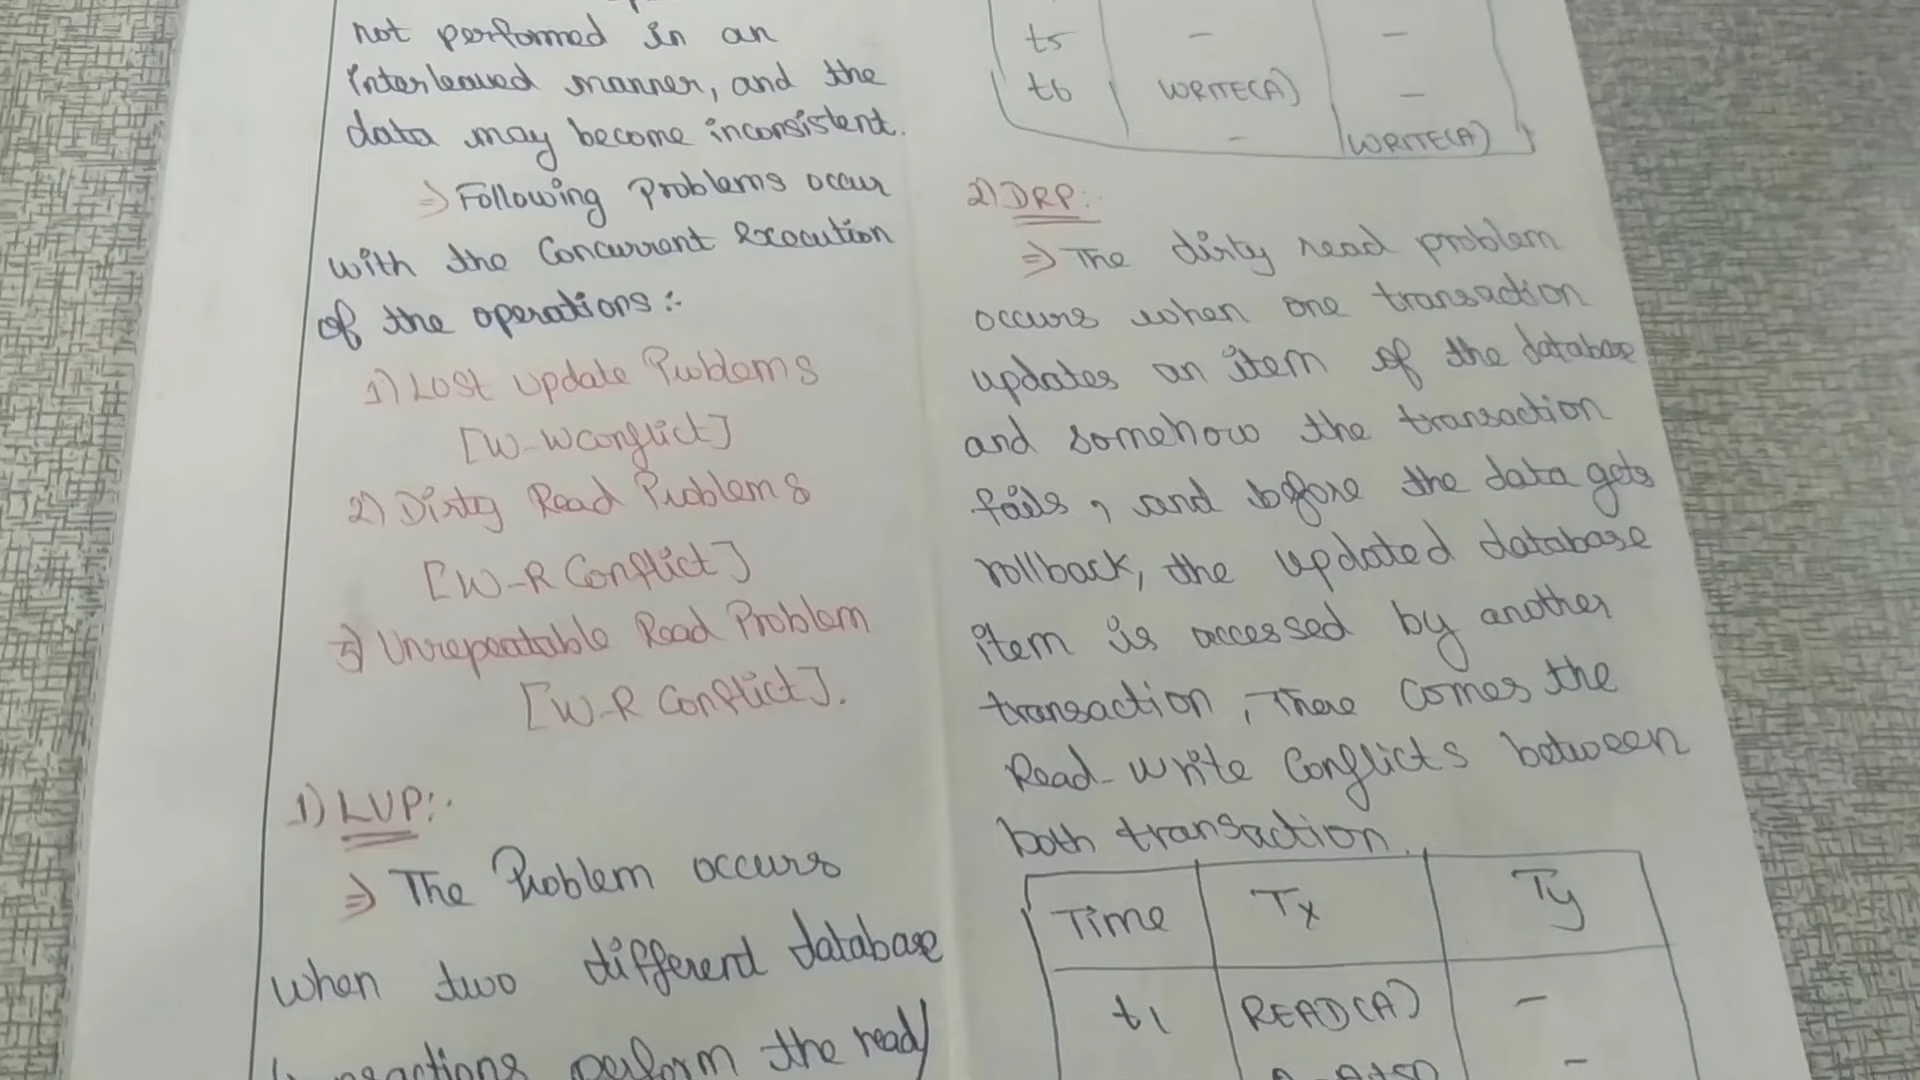 not performed in an
interleaved manner, and the
data may become inconsistent.
⇒ Following Problems occur
with the Concurrent execution
of the operations :-
1) Lost Update Problems
[W-W Conflict]
2) Dirty Read Problems
[W-R Conflict]
3) Unrepeatable Read Problem
[W-R Conflict].
1) LUP:-
⇒ The Problem occurs
when two different database
perform the read/
t5 - -
t6 WRITE(A) -
- WRITE(A)
2) DRP:-
⇒ The dirty read problem
occurs when one transaction
updates an item of the database
and somehow the transaction
fails, and before the data gets
rollback, the updated database
item is accessed by another
transaction, There comes the
Read-write Conflicts between
both transaction.
Time Tx Ty
t1 READ(A) -
-